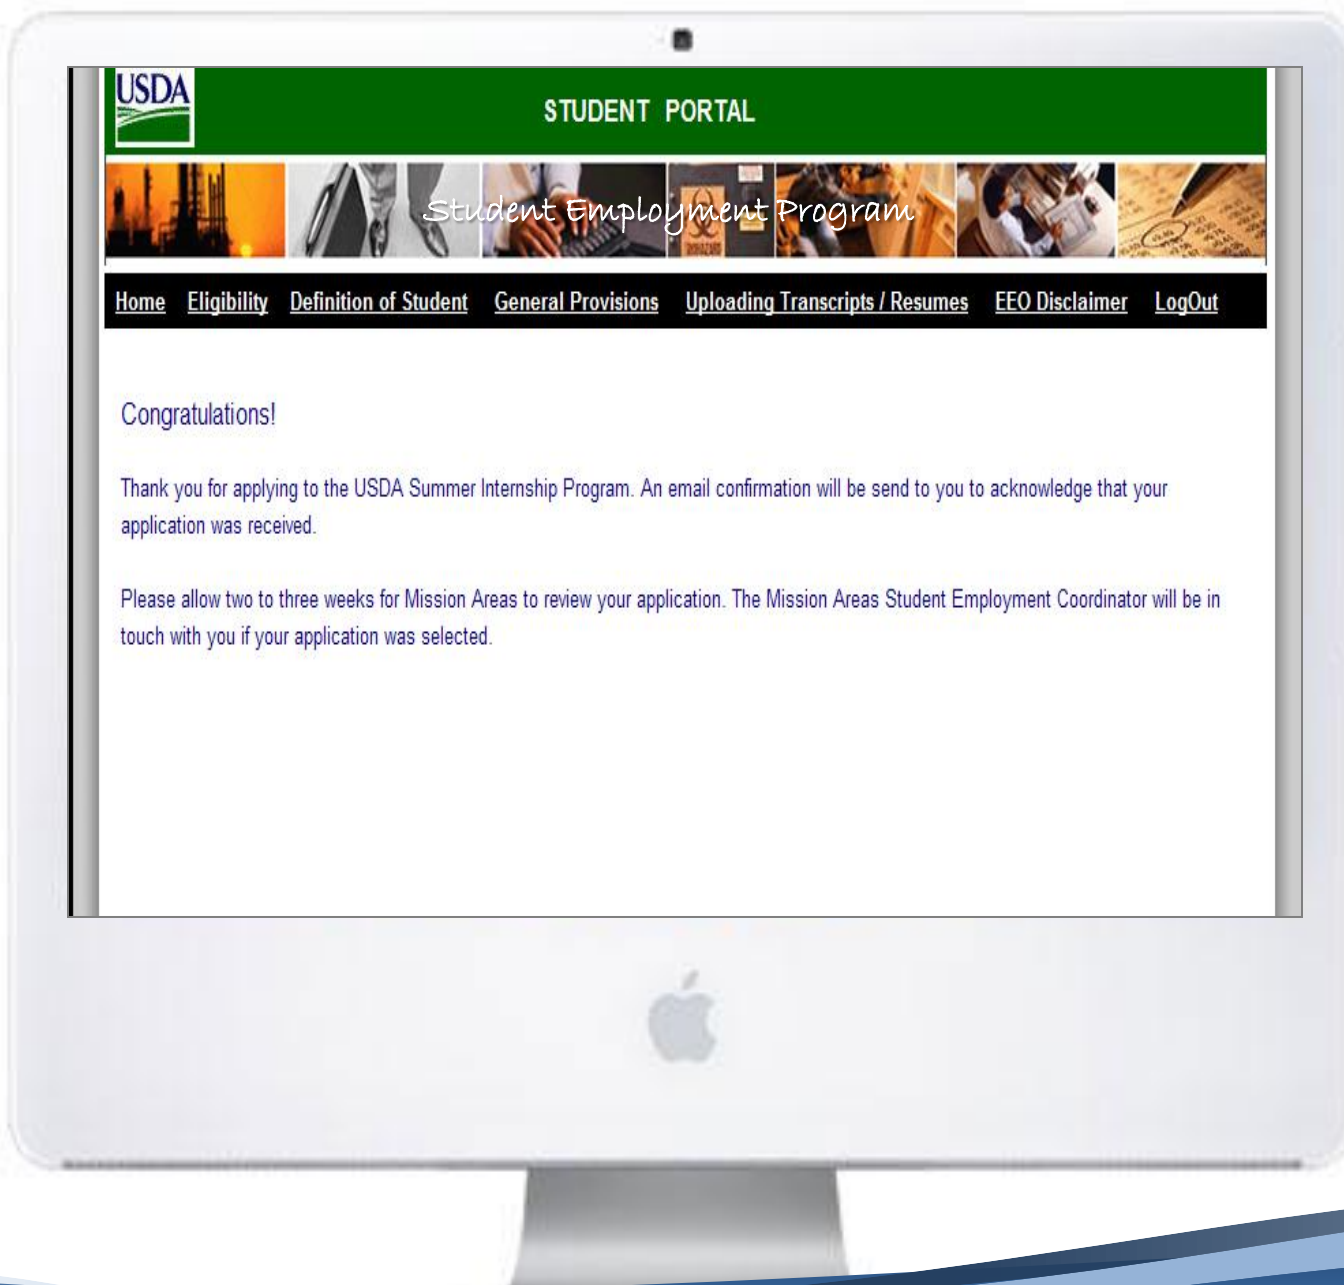 USDA
STUDENT PORTAL
Student Employment Program
Home Eligibility Definition of Student General Provisions Uploading Transcripts / Resumes EEO Disclaimer LogOut
Congratulations!
Thank you for applying to the USDA Summer Internship Program. An email confirmation will be send to you to acknowledge that your
application was received.
Please allow two to three weeks for Mission Areas to review your application. The Mission Areas Student Employment Coordinator will be in
touch with you if your application was selected.